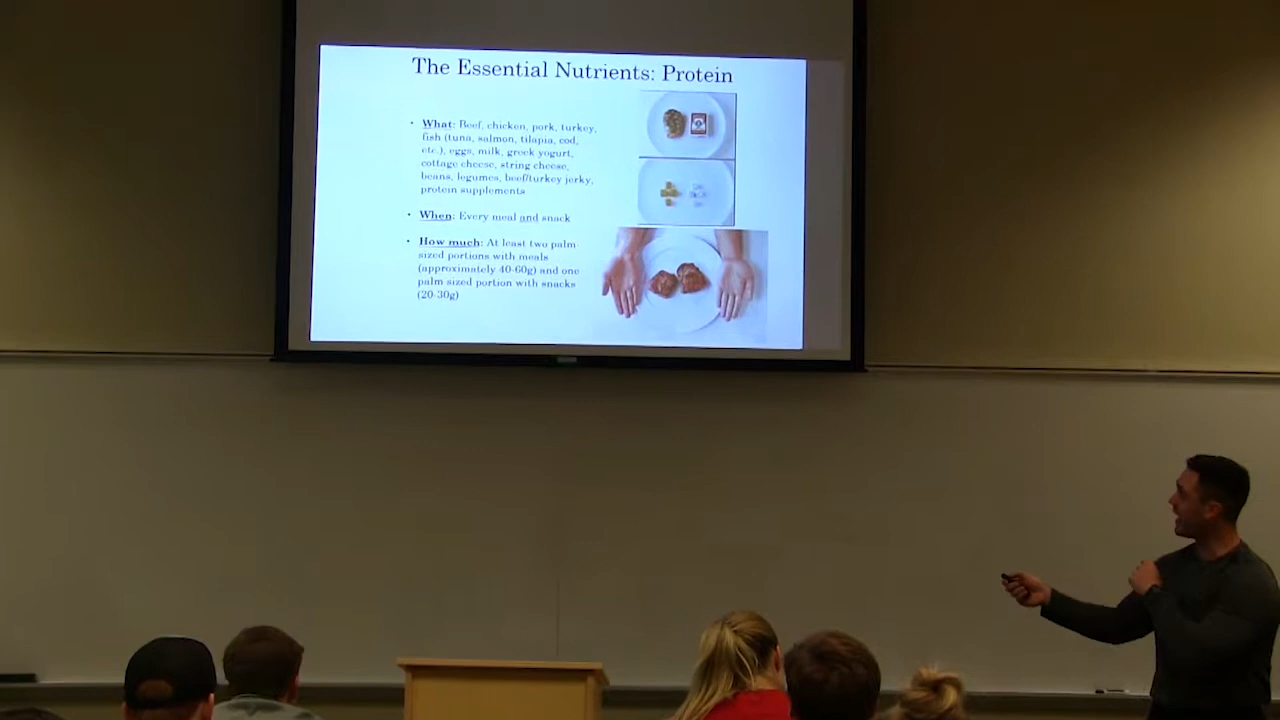 The Essential Nutrients: Protein
• What: Beef, chicken, pork, turkey,
fish (tuna, salmon, tilapia, cod,
etc.), eggs, milk, greek yogurt,
cottage cheese, string cheese,
beans, legumes, beef/turkey jerky,
protein supplements
• When: Every meal and snack
• How much: At least two palm
sized portions with meals
(approximately 40-60g) and one
palm sized portion with snacks
(20-30g)